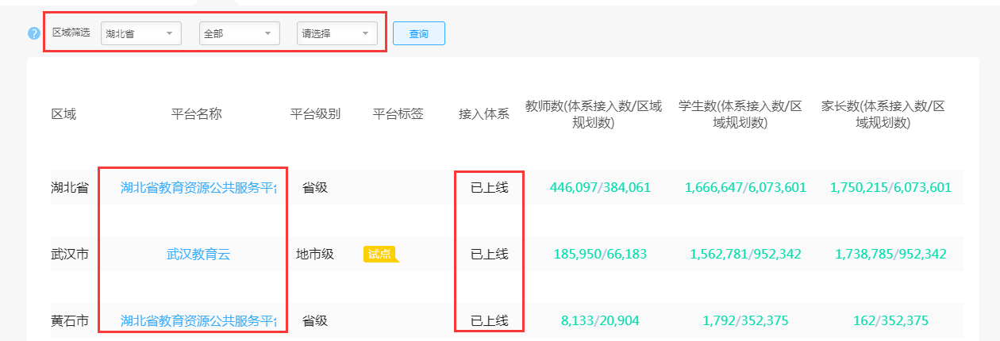 ? 区域筛选 湖北省 全部 请选择 查询
区域 平台名称 平台级别 平台标签 接入体系 教师数(体系接入数/区域规划数) 学生数(体系接入数/区域规划数) 家长数(体系接入数/区域规划数)
湖北省 湖北省教育资源公共服务平 省级 已上线 446,097/384,061 1,666,647/6,073,601 1,750,215/6,073,601
武汉市 武汉教育云 地市级 试点 已上线 185,950/66,183 1,562,781/952,342 1,738,785/952,342
黄石市 湖北省教育资源公共服务平 省级 已上线 8,133/20,904 1,792/352,375 162/352,375